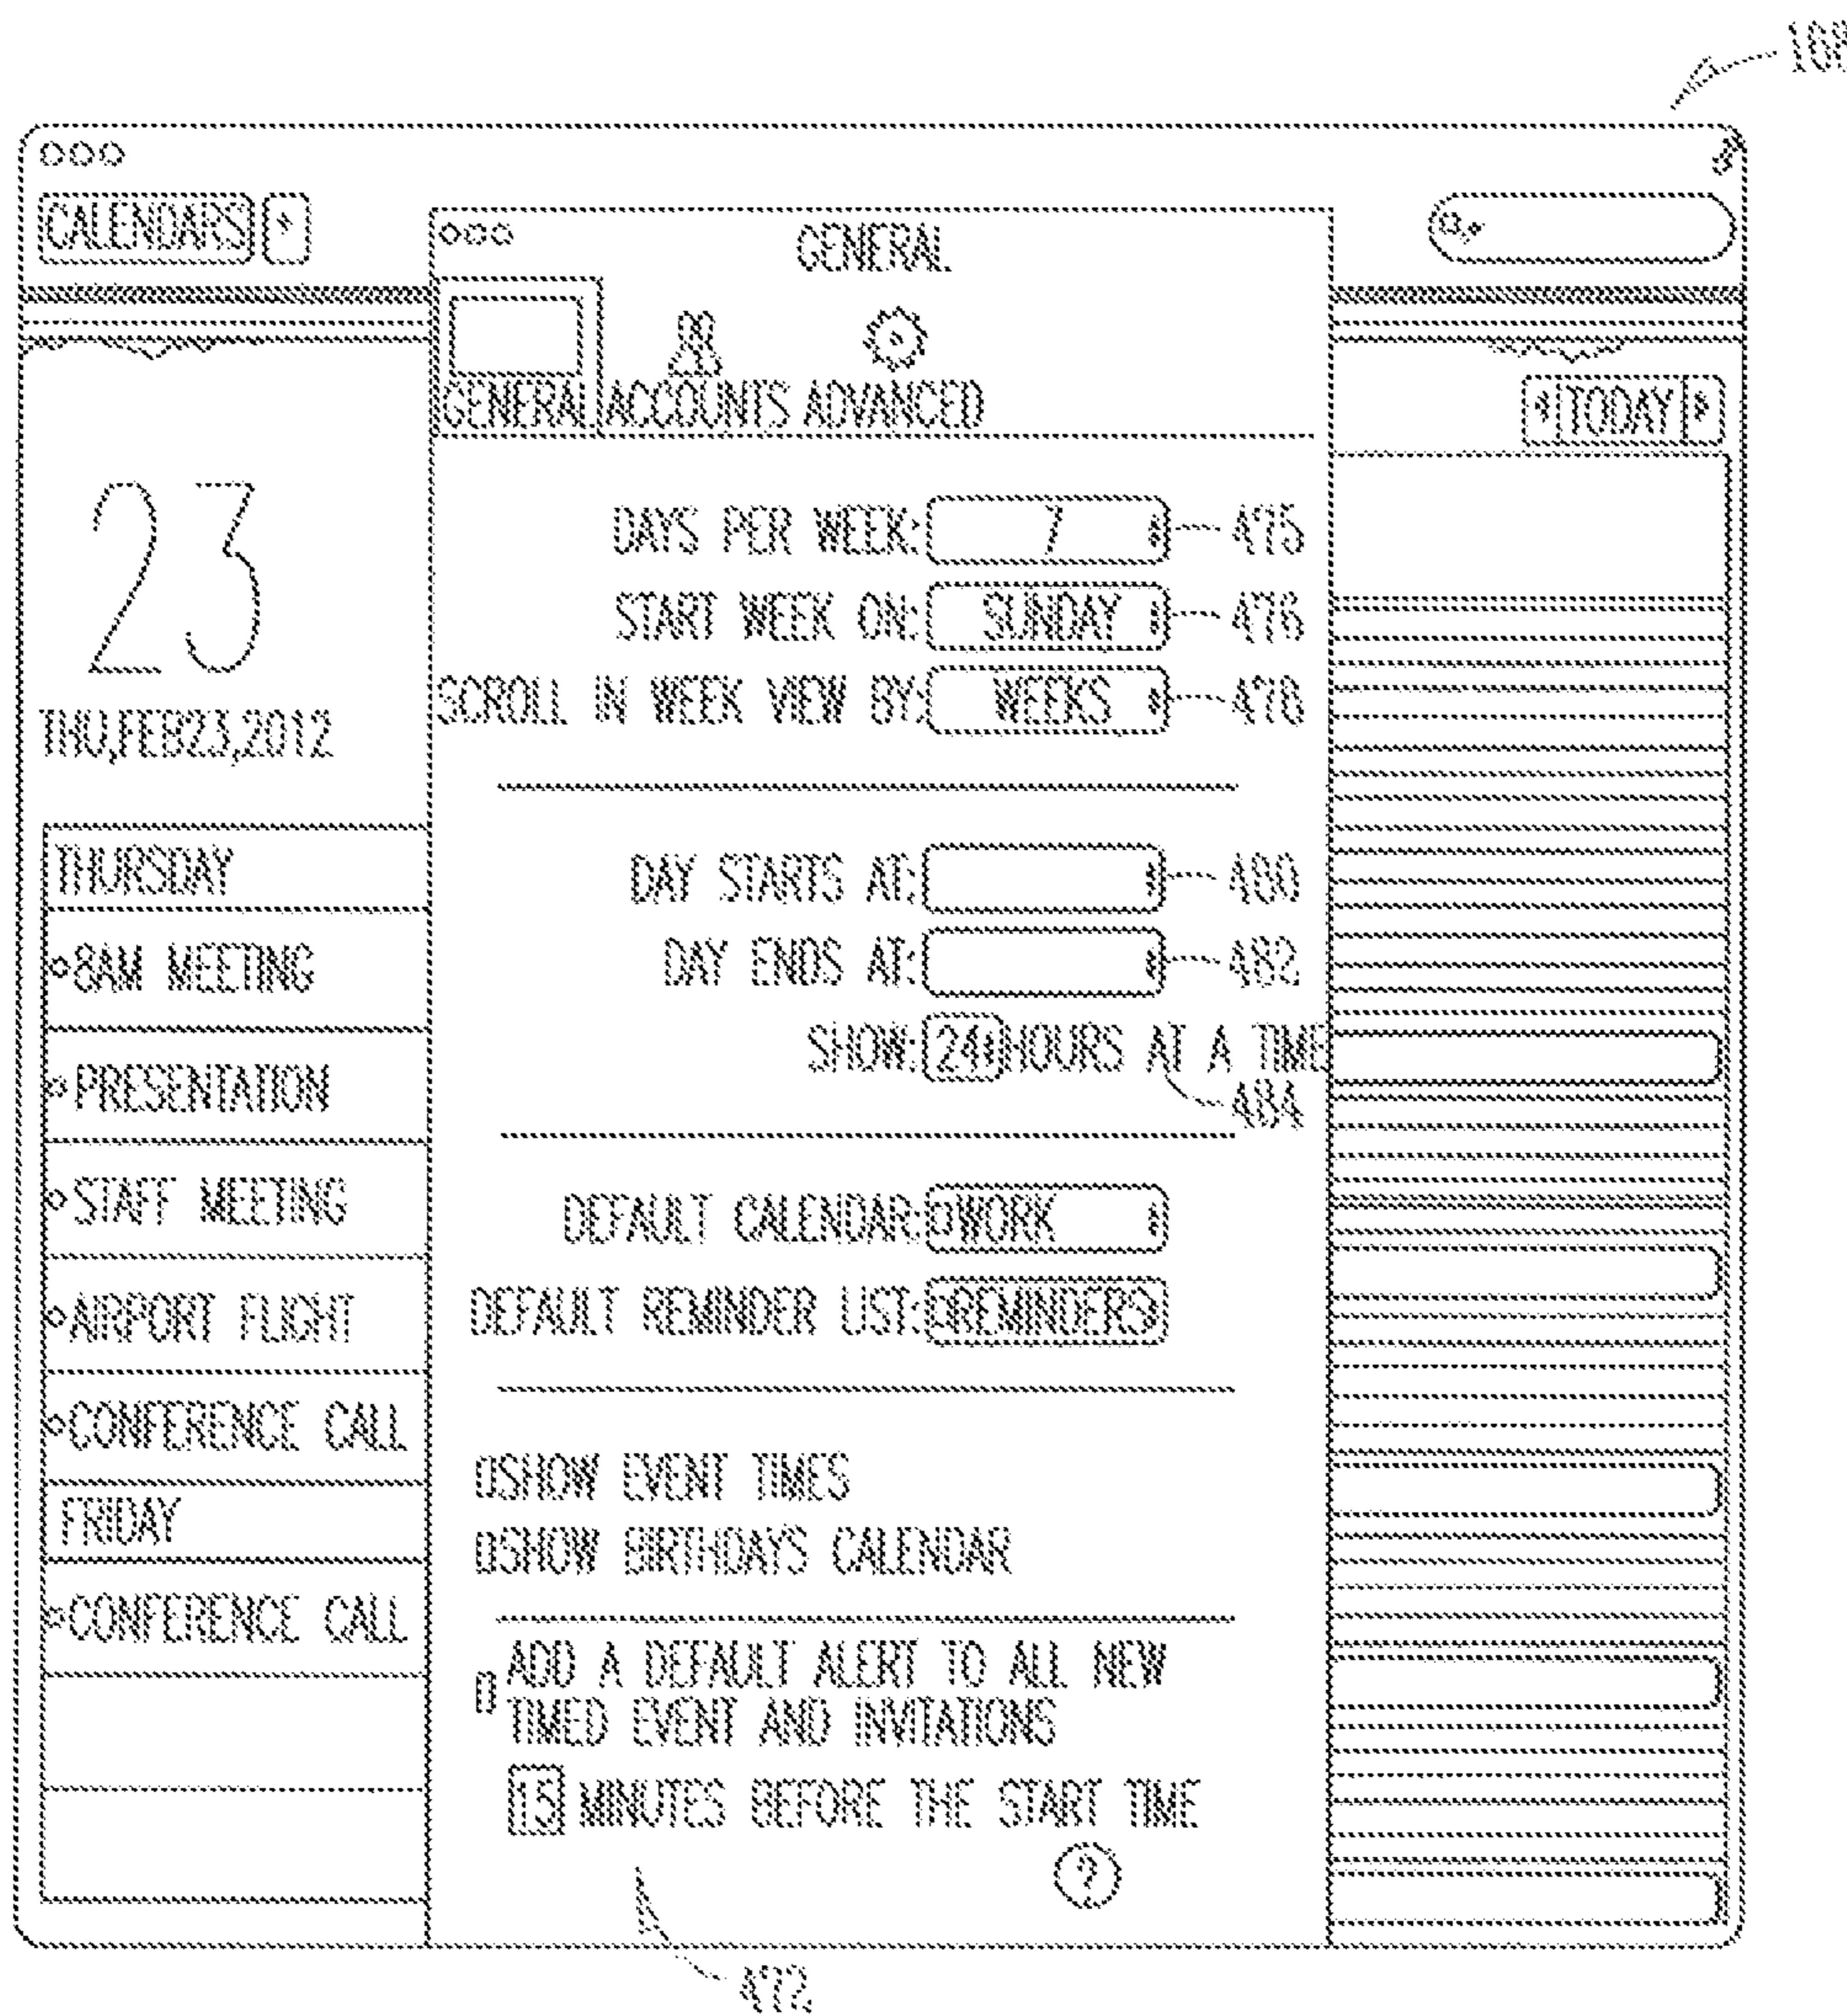 CALENDARS
GENERAL
GENERAL ACCOUNTS ADVANCED
TODAY
23
THU,FEB23,2012
THURSDAY
8AM MEETING
PRESENTATION
STAFF MEETING
AIRPORT FLIGHT
CONFERENCE CALL
FRIDAY
CONFERENCE CALL
DAYS PER WEEK: 7
475
START WEEK ON: SUNDAY
476
SCROLL IN WEEK VIEW BY: WEEKS
DAY STARTS AT:
480
DAY ENDS AT:
482
SHOW: 24 HOURS AT A TIME
484
DEFAULT CALENDAR: WORK
DEFAULT REMINDER LIST: REMINDERS
SHOW EVENT TIMES
SHOW BIRTHDAYS CALENDAR
ADD A DEFAULT ALERT TO ALL NEW
TIMED EVENT AND INVITATIONS
15 MINUTES BEFORE THE START TIME
?
472